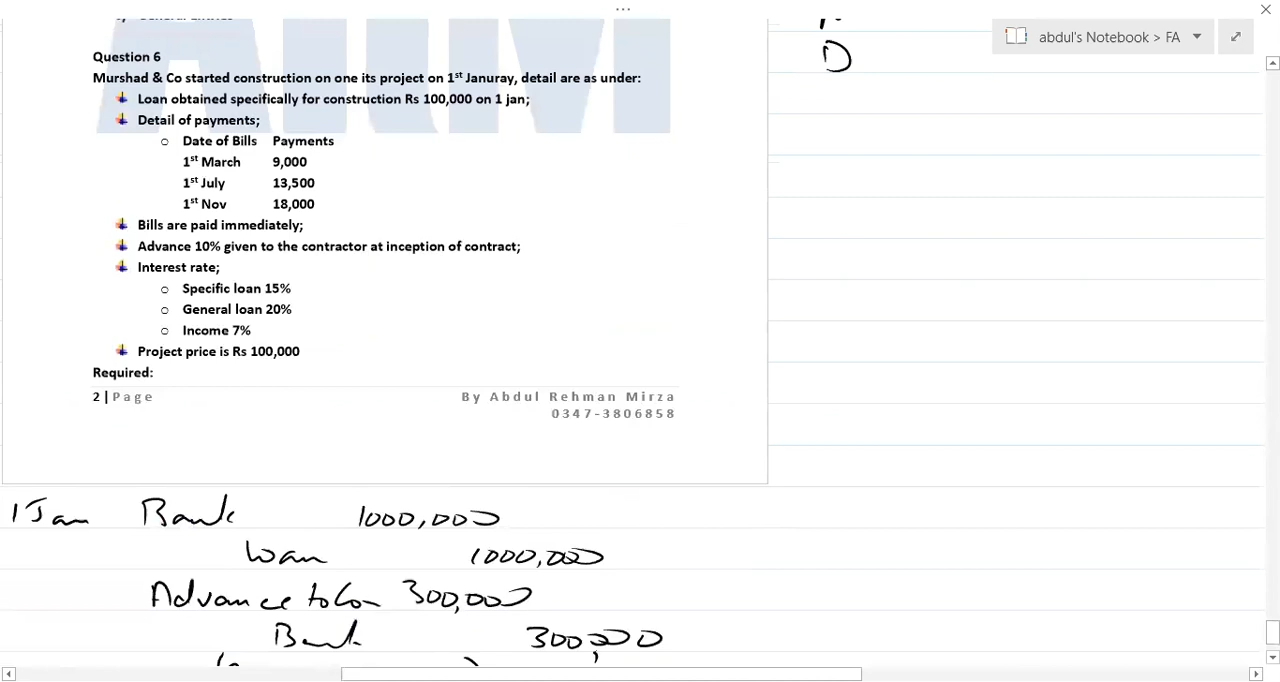 Question 6
Murshad & Co started construction on one its project on 1st Januray, detail are as under:
Loan obtained specifically for construction Rs 100,000 on 1 jan;
Detail of payments;
Date of Bills Payments
1st March 9,000
1st July 13,500
1st Nov 18,000
Bills are paid immediately;
Advance 10% given to the contractor at inception of contract;
Interest rate;
Specific loan 15%
General loan 20%
Income 7%
Project price is Rs 100,000
Required:
2 | Page By Abdul Rehman Mirza
0347-3806858
abdul's Notebook > FA
D
1 Jan Bank 1000,000
Loan 1000,000
Advance to Con 300,000
Bank 300,000